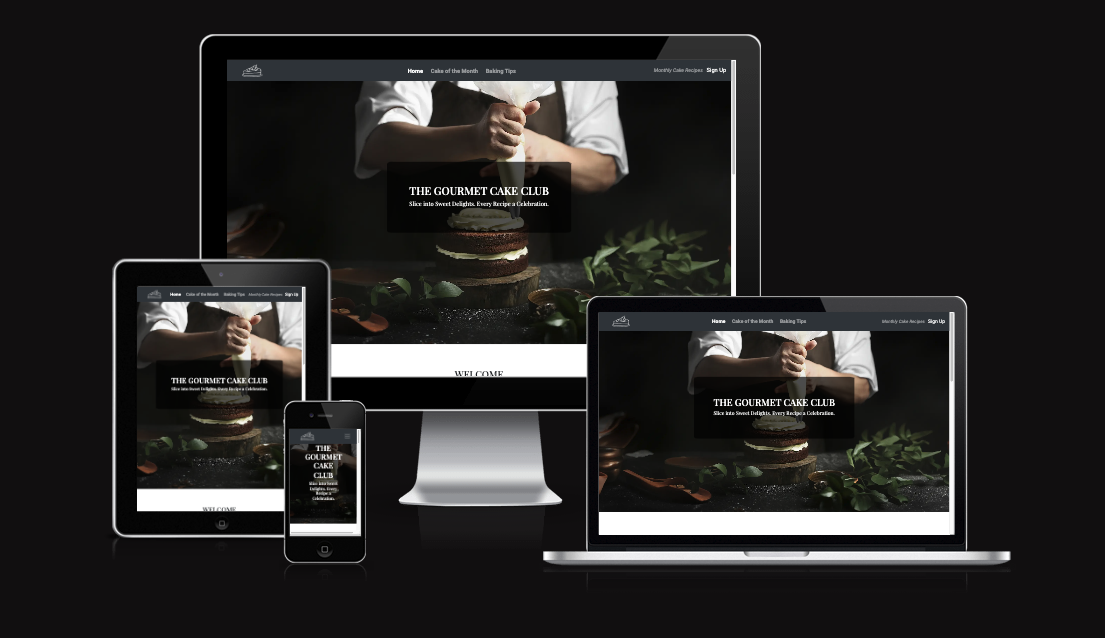 Home Cake of the Month Baking Tips Monthly Cake Recipes Sign Up
THE GOURMET CAKE CLUB
Slice into Sweet Delights. Every Recipe a Celebration.
WELCOME
Home Cake of the Month Baking Tips Monthly Cake Recipes Sign Up
THE GOURMET CAKE CLUB
Slice into Sweet Delights. Every Recipe a Celebration.
WELCOME
THE
GOURMET
CAKE
CLUB
Slice into Sweet
Delights. Every
Recipe a
Celebration.
Home Cake of the Month Baking Tips Monthly Cake Recipes Sign Up
THE GOURMET CAKE CLUB
Slice into Sweet Delights. Every Recipe a Celebration.